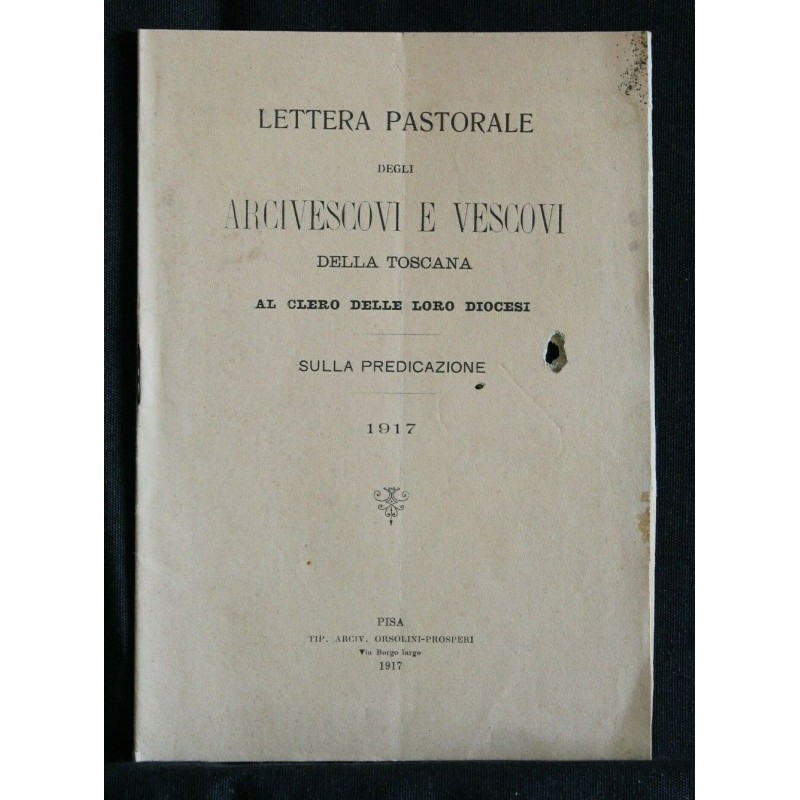 LETTERA PASTORALE
DEGLI
ARCIVESCOVI E VESCOVI
DELLA TOSCANA
AL CLERO DELLE LORO DIOCESI
SULLA PREDICAZIONE
1917
PISA
TIP. ARCIV. ORSOLINI-PROSPERI
Via Borgo largo
1917